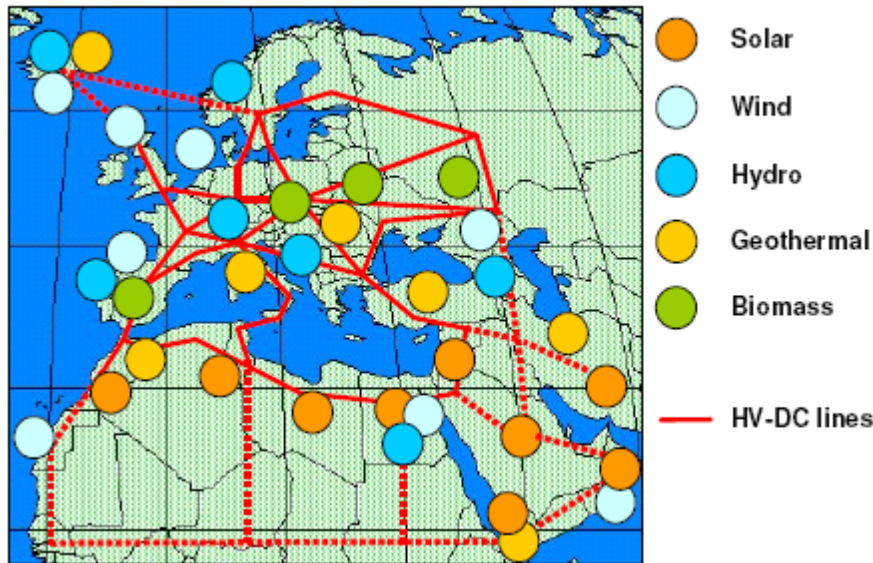 Solar
Wind
Hydro
Geothermal
Biomass
HV-DC lines